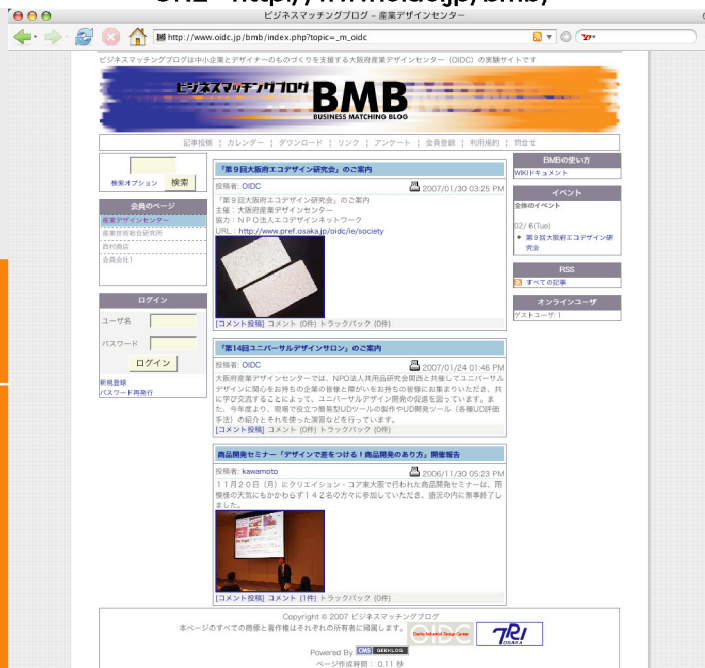 URL http://www.oidc.jp/bmb/
ビジネスマッチングブログ - 産業デザインセンター
http://www.oidc.jp/bmb/index.php?topic=_m_oidc
ビジネスマッチングブログは中小企業とデザイナーのものづくりを支援する大阪府産業デザインセンター（OIDC）の実験サイトです
ビジネスマッチングブログ BMB
BUSINESS MATCHING BLOG
記事投稿 ¦ カレンダー ¦ ダウンロード ¦ リンク ¦ アンケート ¦ 会員登録 ¦ 利用規約 ¦ 問合せ
検索オプション 検索
会員のページ
産業デザインセンター
産業技術総合研究所
西村商店
会員会社1
ログイン
ユーザ名
パスワード
ログイン
新規登録
パスワード再発行
「第9回大阪府エコデザイン研究会」のご案内
投稿者: OIDC 2007/01/30 03:25 PM
「第9回大阪府エコデザイン研究会」のご案内
主催：大阪府産業デザインセンター
協力：ＮＰＯ法人エコデザインネットワーク
URL：http://www.pref.osaka.jp/oidc/ie/society
[コメント投稿] コメント (0件) トラックバック (0件)
「第14回ユニバーサルデザインサロン」のご案内
投稿者: OIDC 2007/01/24 01:46 PM
大阪府産業デザインセンターでは、NPO法人共用品研究会関西と共催してユニバーサル
デザインに関心をお持ちの企業の皆様と障がいをお持ちの皆様にお集まりいただき、共
に学び交流することによって、ユニバーサルデザイン開発の促進を図っています。ま
た、今年度より、現場で役立つ簡易型UDツールの製作やUD開発ツール（各種UD評価
手法）の紹介とそれを使った演習などを行っています。
[コメント投稿] コメント (0件) トラックバック (0件)
商品開発セミナー「デザインで差をつける！商品開発のあり方」開催報告
投稿者: kawamoto 2006/11/30 05:23 PM
１１月２０日（月）にクリエイション・コア東大阪で行われた商品開発セミナーは、雨
模様の天気にもかかわらず１４２名の方々に参加していただき、盛況の内に無事終了し
ました。
[コメント投稿] コメント (1件) トラックバック (0件)
BMBの使い方
WIKIドキュメント
イベント
全体のイベント
02/ 6(Tue)
第9回大阪府エコデザイン研
究会
RSS
すべての記事
オンラインユーザ
ゲストユーザ: 1
Copyright © 2007 ビジネスマッチングブログ
本ページのすべての商標と著作権はそれぞれの所有者に帰属します。
OIDC
Osaka Industrial Design Center
OSAKA
Powered By CMS GEEKLOG
ページ作成時間： 0.11 秒